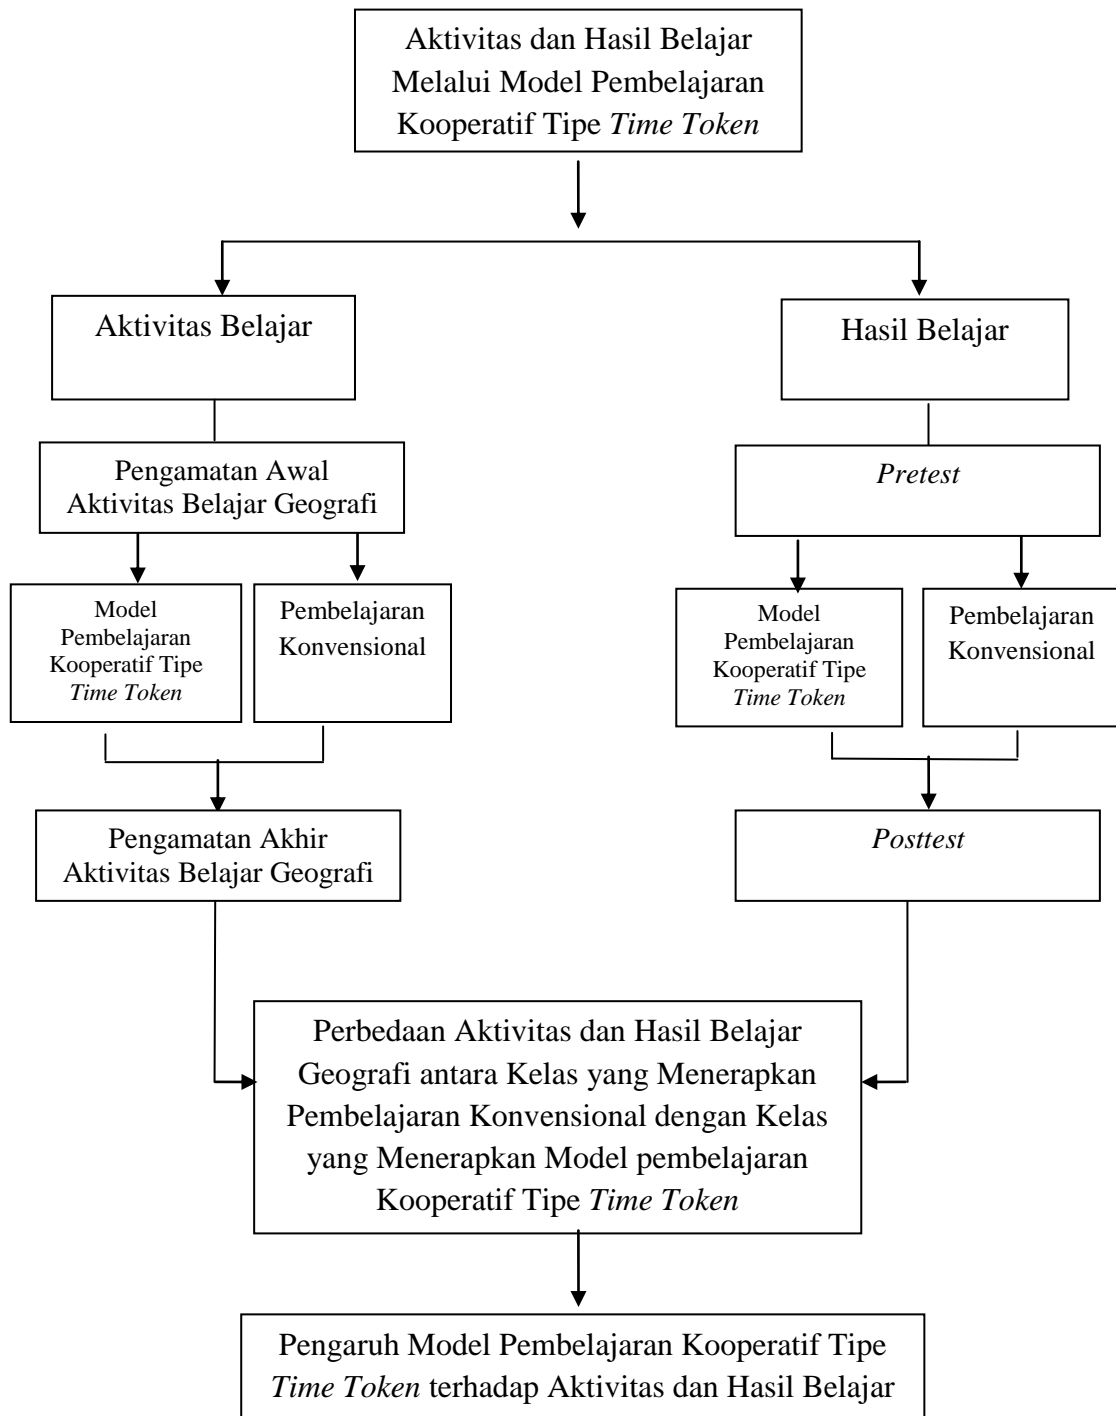 Aktivitas dan Hasil Belajar
Melalui Model Pembelajaran
Kooperatif Tipe Time Token
Aktivitas Belajar
Hasil Belajar
Pengamatan Awal
Aktivitas Belajar Geografi
Pretest
Model
Pembelajaran
Kooperatif Tipe
Time Token
Pembelajaran
Konvensional
Model
Pembelajaran
Kooperatif Tipe
Time Token
Pembelajaran
Konvensional
Pengamatan Akhir
Aktivitas Belajar Geografi
Posttest
Perbedaan Aktivitas dan Hasil Belajar
Geografi antara Kelas yang Menerapkan
Pembelajaran Konvensional dengan Kelas
yang Menerapkan Model pembelajaran
Kooperatif Tipe Time Token
Pengaruh Model Pembelajaran Kooperatif Tipe
Time Token terhadap Aktivitas dan Hasil Belajar